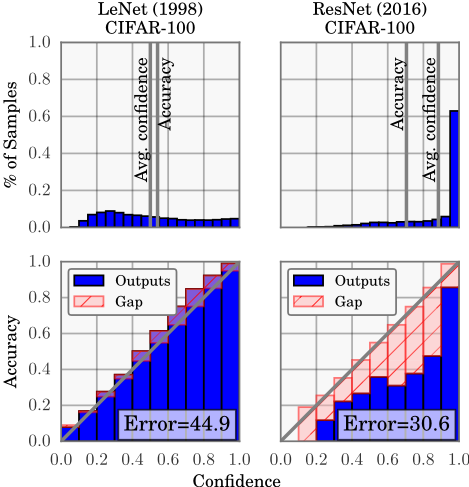 LeNet (1998)
CIFAR-100
ResNet (2016)
CIFAR-100
% of Samples
1.0
0.8
0.6
0.4
0.2
0.0
Avg. confidence
Accuracy
Accuracy
Avg. confidence
Accuracy
1.0
0.8
0.6
0.4
0.2
0.0
Outputs
Gap
Error=44.9
Outputs
Gap
Error=30.6
0.0 0.2 0.4 0.6 0.8 1.0
0.0 0.2 0.4 0.6 0.8 1.0
Confidence